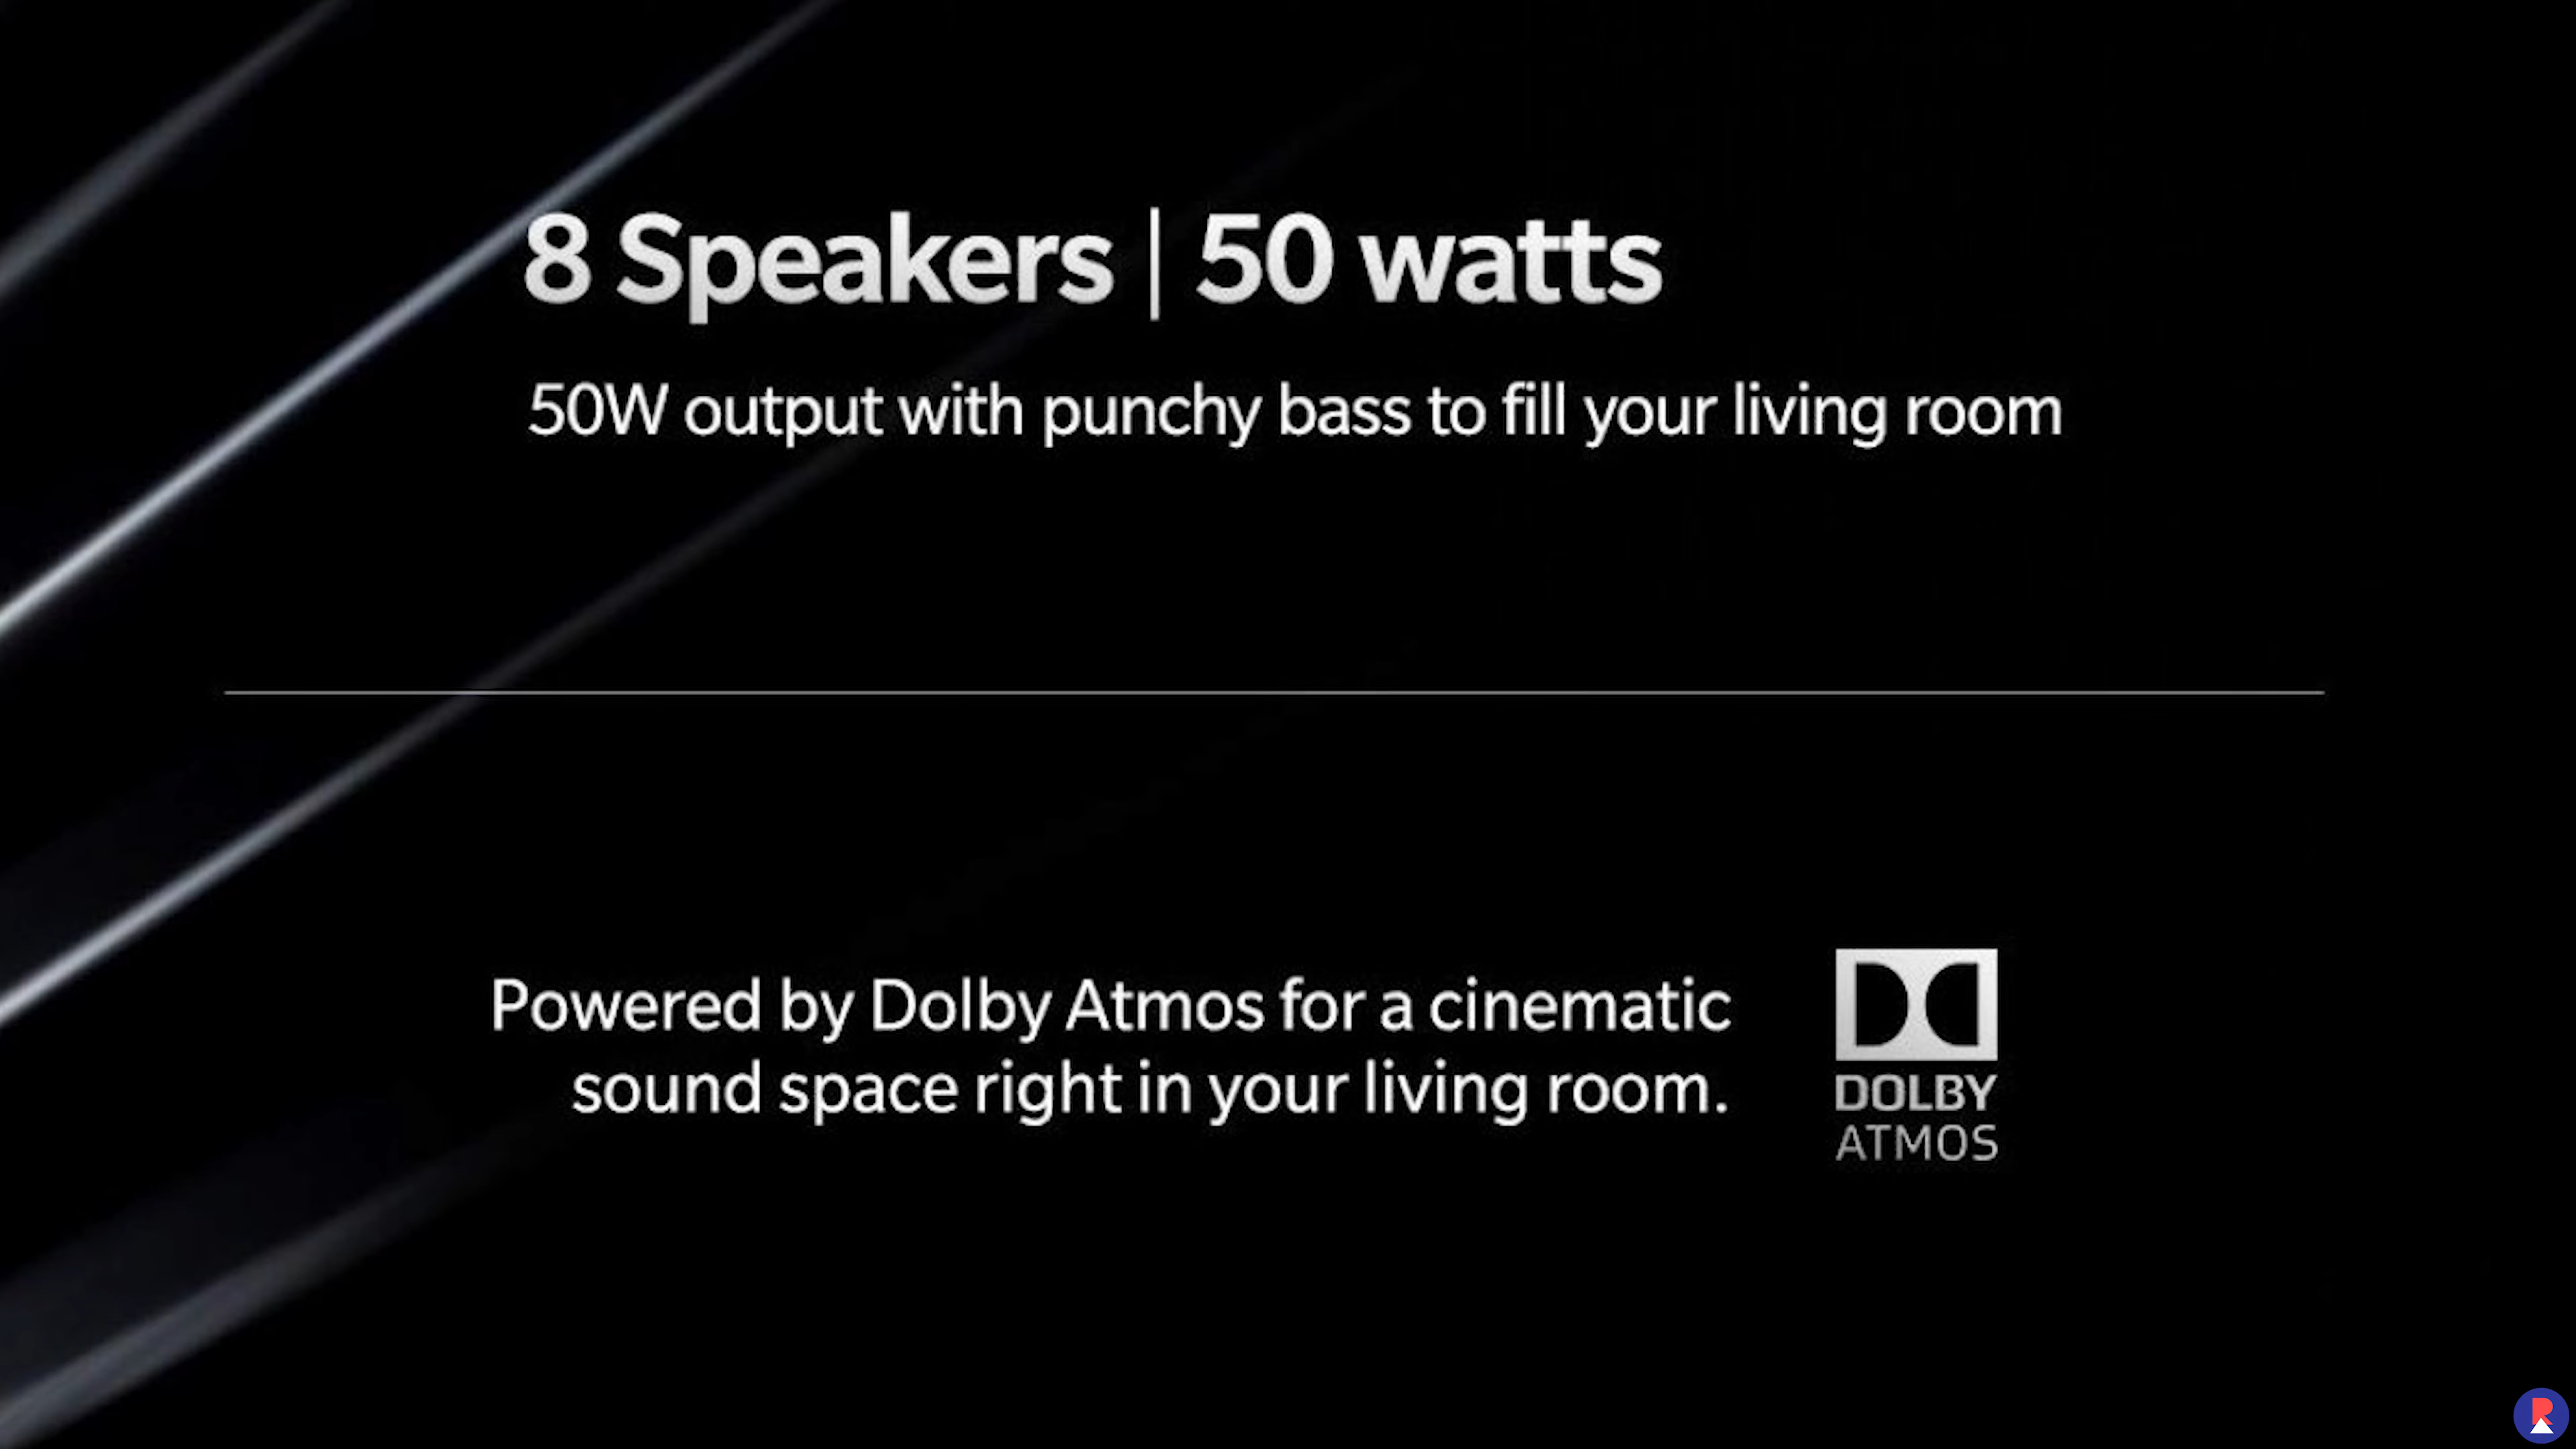 8 Speakers | 50 watts
50W output with punchy bass to fill your living room
Powered by Dolby Atmos for a cinematic
sound space right in your living room.
DOLBY
ATMOS
R